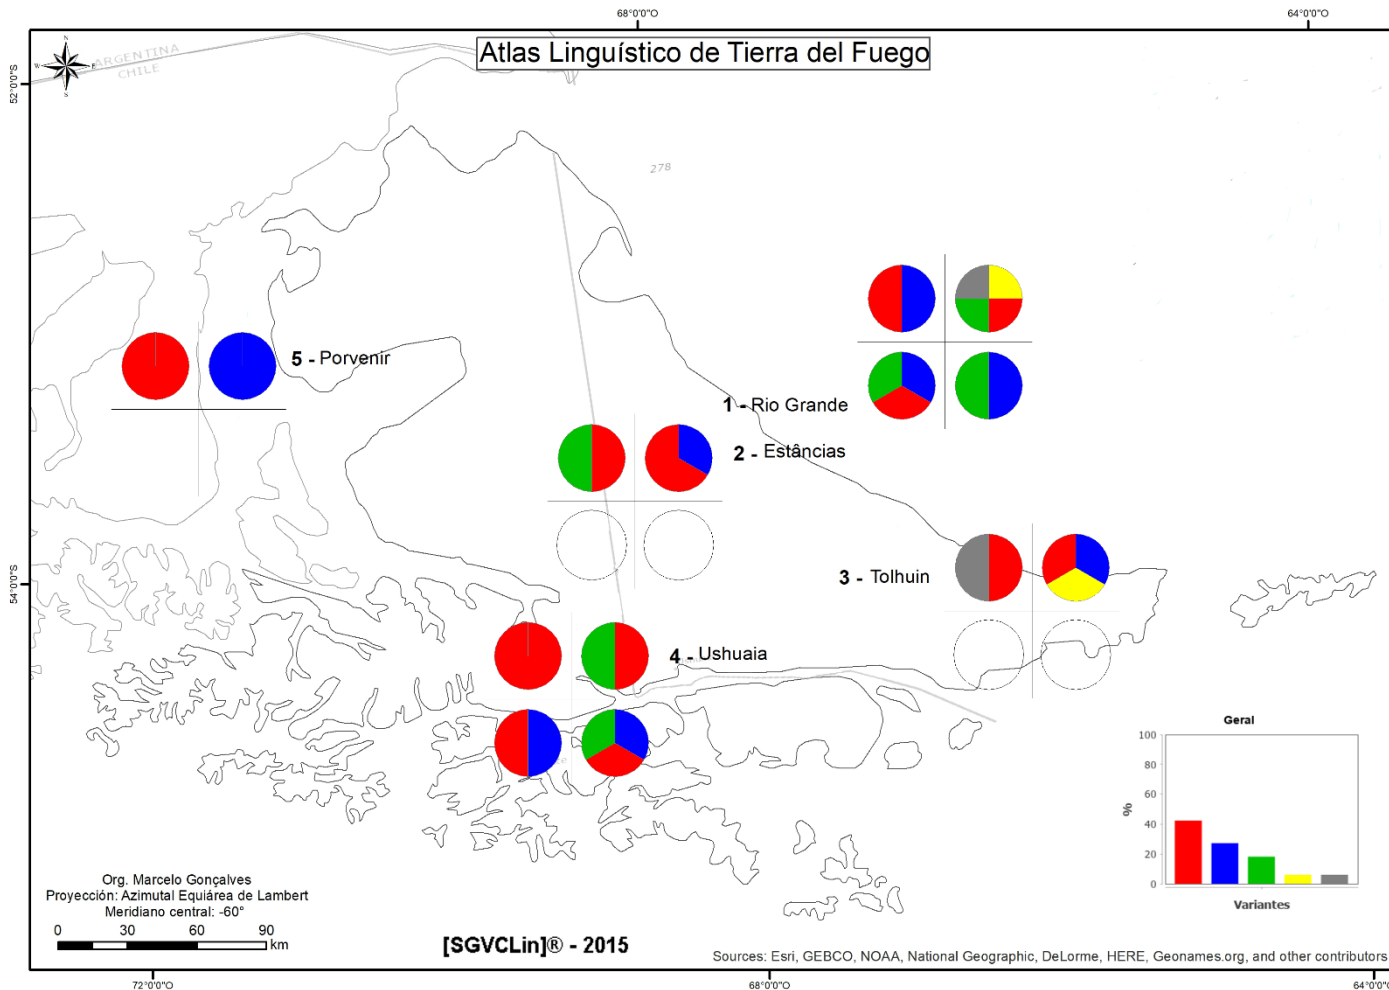 68°0'0"O
64°0'0"O
Atlas Linguístico de Tierra del Fuego
ARGENTINA
CHILE
52°0'0"S
N
W
E
S
278
5 - Porvenir
1 - Rio Grande
2 - Estâncias
3 - Tolhuin
54°0'0"S
4 - Ushuaia
Geral
100
80
60
40
20
0
%
Variantes
Org. Marcelo Gonçalves
Proyección: Azimutal Equiárea de Lambert
Meridiano central: -60°
0 30 60 90
km
[SGVCLin]® - 2015
Sources: Esri, GEBCO, NOAA, National Geographic, DeLorme, HERE, Geonames.org, and other contributors
72°0'0"O
68°0'0"O
64°0'0"O